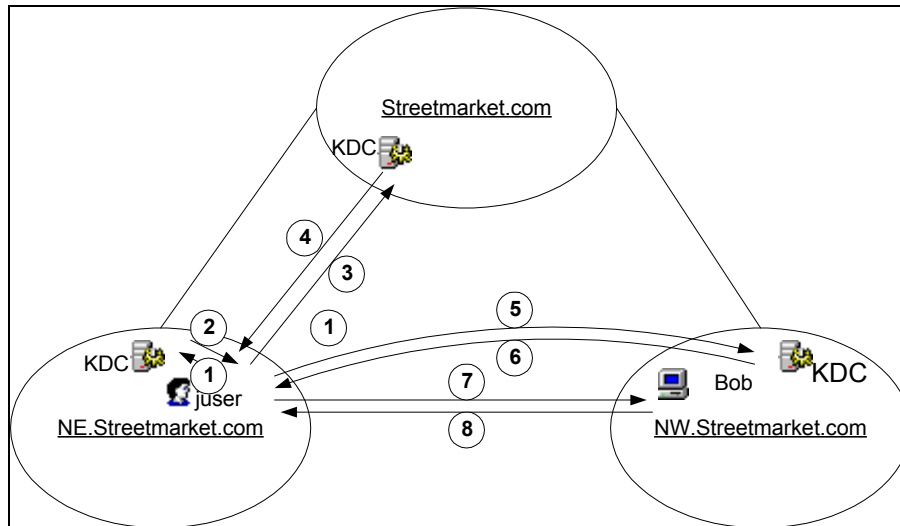 Streetmarket.com
KDC
4
3
1
5
2
6
KDC
1
juser
7
Bob
KDC
NE.Streetmarket.com
8
NW.Streetmarket.com